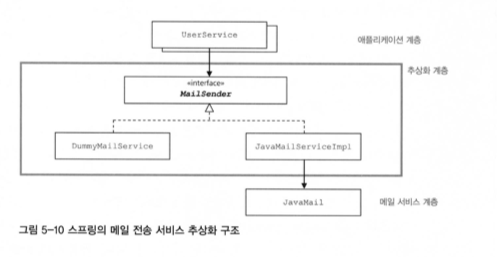 UserService
애플리케이션 계층
추상화 계층
«interface»
MailSender
DummyMailService
JavaMailServiceImpl
JavaMail
메일 서비스 계층
그림 5-10 스프링의 메일 전송 서비스 추상화 구조